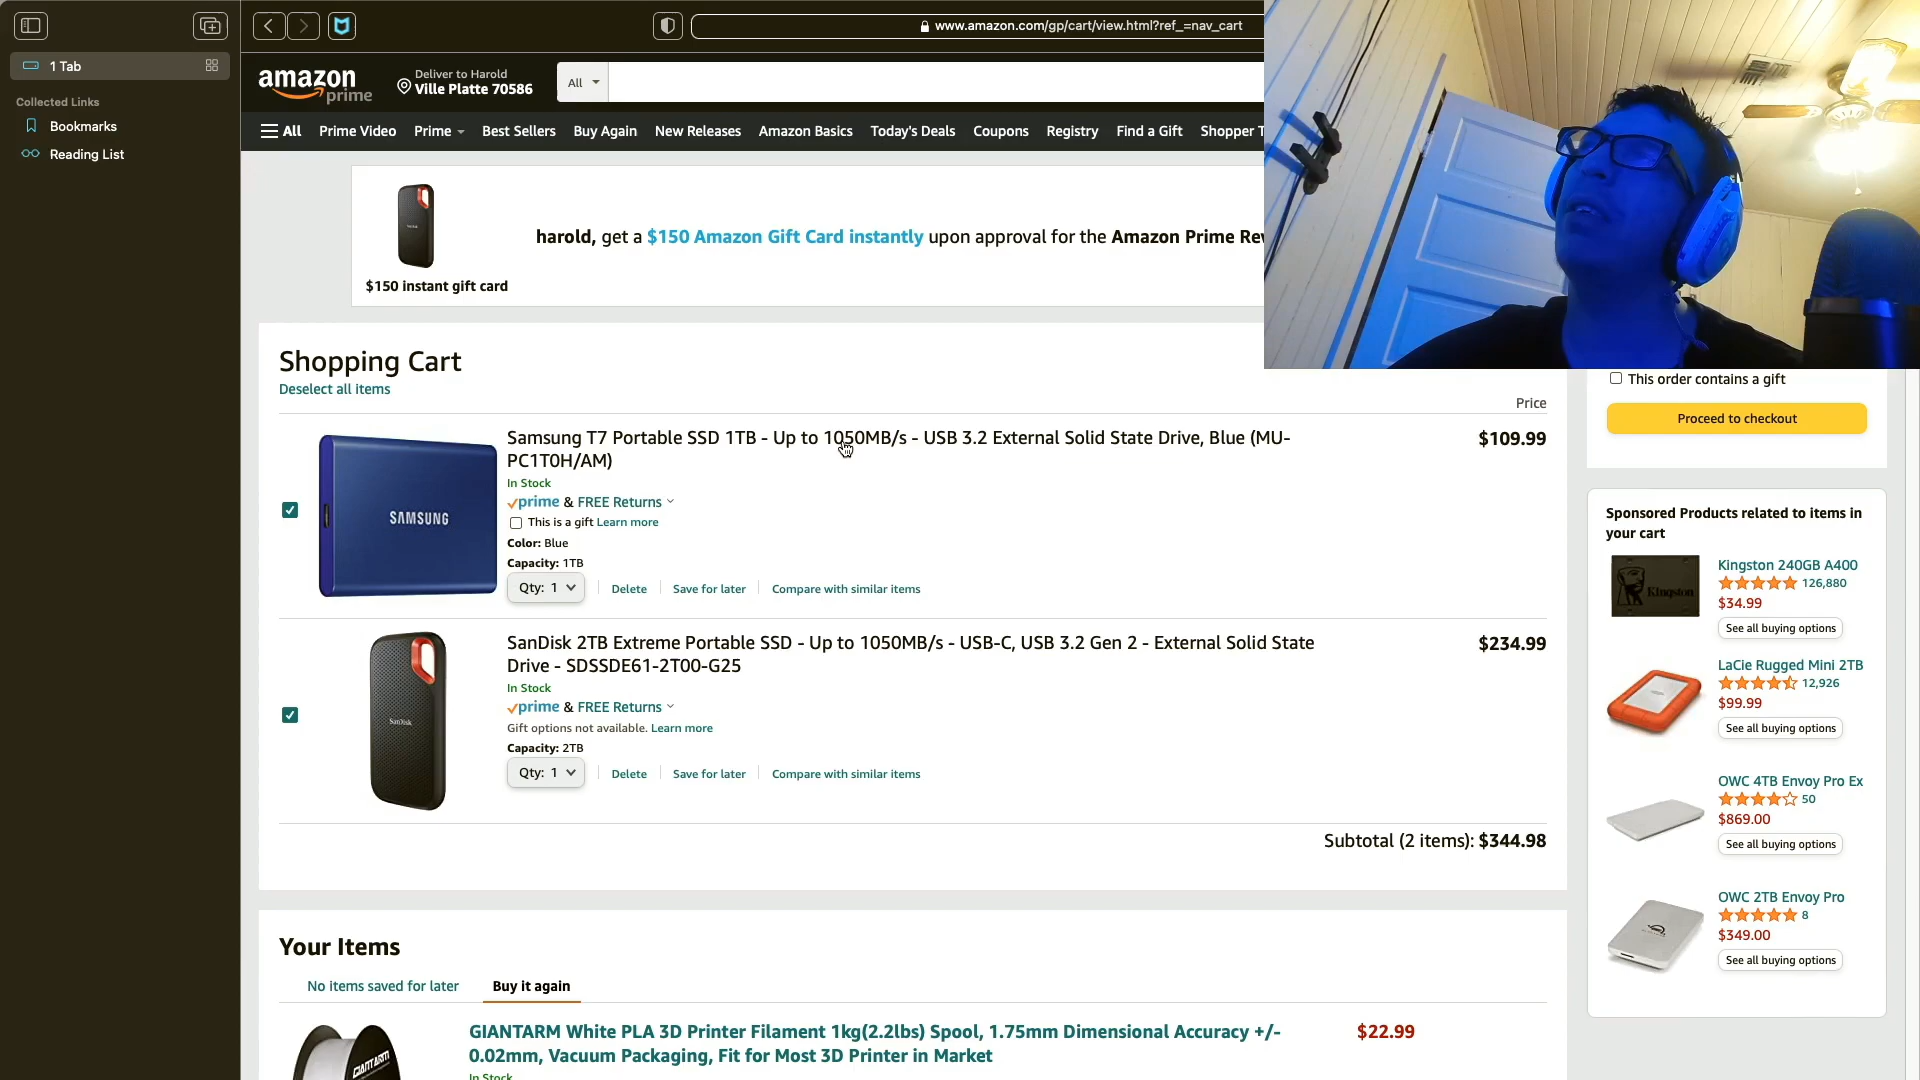 1 Tab
Collected Links
Bookmarks
Reading List
www.amazon.com/gp/cart/view.html?ref_=nav_cart
amazon
prime
Deliver to Harold
Ville Platte 70586
All
All
Prime Video
Prime
Best Sellers
Buy Again
New Releases
Amazon Basics
Today's Deals
Coupons
Registry
Find a Gift
Shopper T
$150 instant gift card
harold, get a $150 Amazon Gift Card instantly upon approval for the Amazon Prime Re
Shopping Cart
Deselect all items
Price
Samsung T7 Portable SSD 1TB - Up to 1050MB/s - USB 3.2 External Solid State Drive, Blue (MU-
PC1T0H/AM)
$109.99
SAMSUNG
In Stock
prime & FREE Returns
This is a gift Learn more
Color: Blue
Capacity: 1TB
Qty: 1
Delete
Save for later
Compare with similar items
SanDisk 2TB Extreme Portable SSD - Up to 1050MB/s - USB-C, USB 3.2 Gen 2 - External Solid State
Drive - SDSSDE61-2T00-G25
$234.99
SanDisk
In Stock
prime & FREE Returns
Gift options not available. Learn more
Capacity: 2TB
Qty: 1
Delete
Save for later
Compare with similar items
Subtotal (2 items): $344.98
Your Items
No items saved for later
Buy it again
GIANTARM White PLA 3D Printer Filament 1kg(2.2lbs) Spool, 1.75mm Dimensional Accuracy +/-
0.02mm, Vacuum Packaging, Fit for Most 3D Printer in Market
$22.99
GIANTARM
In Stock
This order contains a gift
Proceed to checkout
Sponsored Products related to items in
your cart
Kingston
Kingston 240GB A400
126,880
$34.99
See all buying options
LaCie Rugged Mini 2TB
12,926
$99.99
See all buying options
OWC 4TB Envoy Pro Ex
50
$869.00
See all buying options
OWC 2TB Envoy Pro
8
$349.00
See all buying options